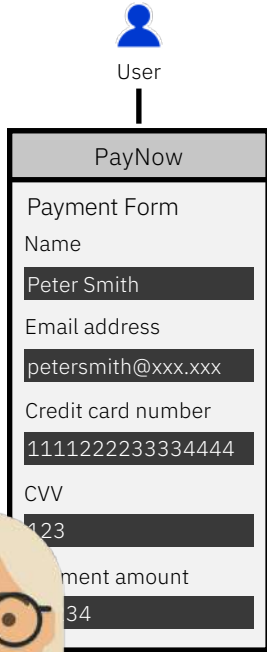 User
PayNow
Payment Form
Name
Peter Smith
Email address
petersmith@xxx.xxx
Credit card number
1111222233334444
CVV
123
amount